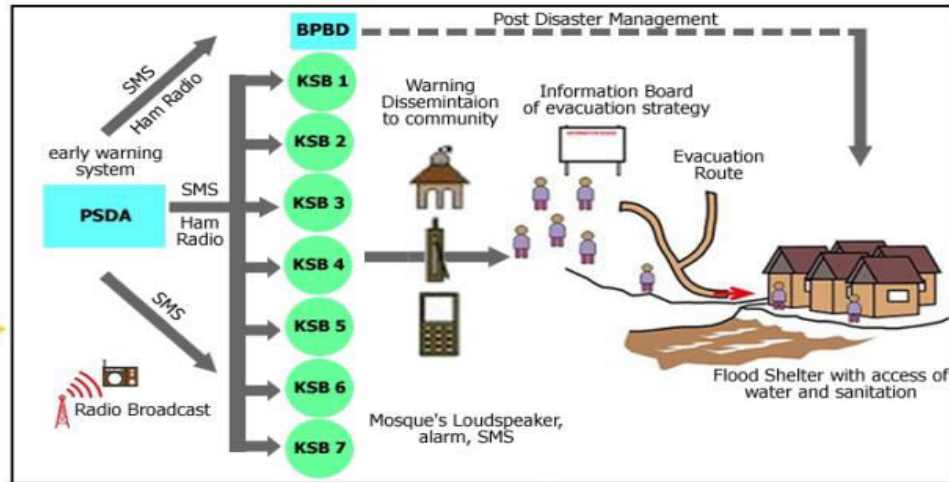 BPBD
Post Disaster Management
SMS
Ham Radio
KSB 1
KSB 2
KSB 3
KSB 4
KSB 5
KSB 6
KSB 7
early warning
system
PSDA
SMS
Ham
Radio
SMS
Radio Broadcast
Warning
Dissemintaion
to community
Mosque's Loudspeaker,
alarm, SMS
Information Board
of evacuation strategy
INFORMATION BOARD
Evacuation
Route
Flood Shelter with access of
water and sanitation